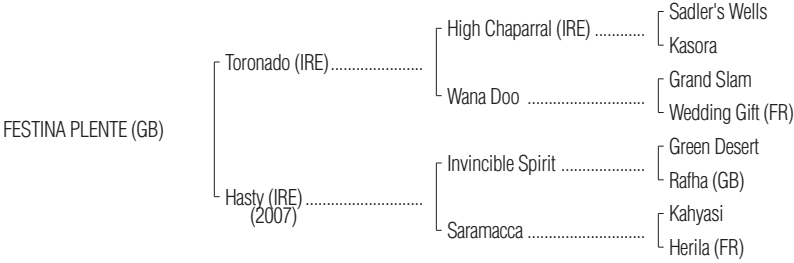 Sadler's Wells
High Chaparral (IRE) ............
Kasora
Toronado (IRE)......................
Grand Slam
Wana Doo ............................
Wedding Gift (FR)
FESTINA PLENTE (GB)
Green Desert
Invincible Spirit ....................
Rafha (GB)
Hasty (IRE)............................
(2007)
Kahyasi
Saramacca ............................
Herila (FR)